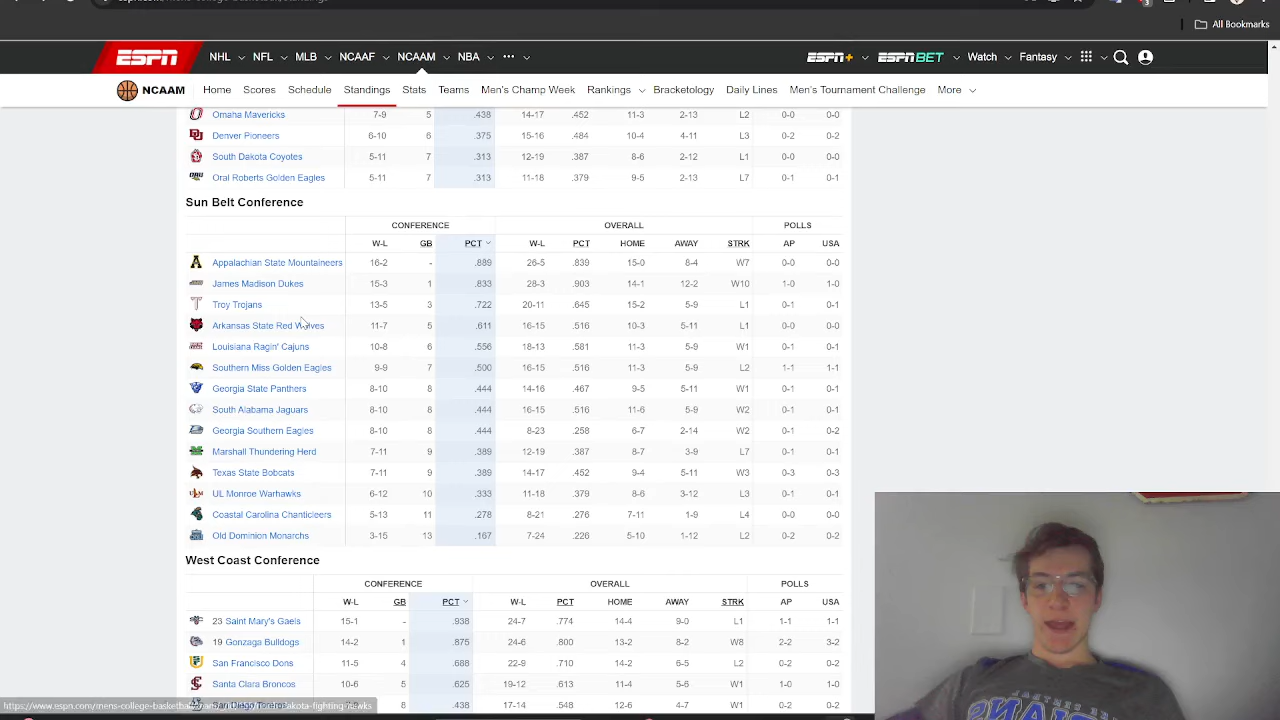 All Bookmarks
ESPN NHL NFL MLB NCAAF NCAAM NBA ESPN+ ESPN BET Watch Fantasy
NCAAM Home Scores Schedule Standings Stats Teams Men's Champ Week Rankings Bracketology Daily Lines Men's Tournament Challenge More
Omaha Mavericks 7-9 5 .438 14-17 .452 11-3 2-13 L2 0-0 0-0
Denver Pioneers 6-10 6 .375 15-16 .484 10-4 4-11 L3 0-2 0-2
South Dakota Coyotes 5-11 7 .313 12-19 .387 8-6 2-12 L1 0-0 0-0
Oral Roberts Golden Eagles 5-11 7 .313 11-18 .379 9-5 2-13 L7 0-1 0-1
Sun Belt Conference
CONFERENCE OVERALL POLLS
W-L GB PCT W-L PCT HOME AWAY STRK AP USA
Appalachian State Mountaineers 16-2 - .889 26-5 .839 15-0 8-4 W7 0-0 0-0
James Madison Dukes 15-3 1 .833 28-3 .903 14-1 12-2 W10 1-0 1-0
Troy Trojans 13-5 3 .722 20-11 .645 15-2 5-9 L1 0-1 0-1
Arkansas State Red Wolves 11-7 5 .611 16-15 .516 10-3 5-11 L1 0-0 0-0
Louisiana Ragin' Cajuns 10-8 6 .556 18-13 .581 11-3 5-9 W1 0-1 0-1
Southern Miss Golden Eagles 9-9 7 .500 16-15 .516 11-3 5-9 L2 1-1 1-1
Georgia State Panthers 8-10 8 .444 14-16 .467 9-5 5-11 W1 0-1 0-1
South Alabama Jaguars 8-10 8 .444 16-15 .516 11-6 5-9 W2 0-1 0-1
Georgia Southern Eagles 8-10 8 .444 8-23 .258 6-7 2-14 W2 0-1 0-2
Marshall Thundering Herd 7-11 9 .389 12-19 .387 8-7 3-9 L7 0-1 0-1
Texas State Bobcats 7-11 9 .389 14-17 .452 9-4 5-11 W3 0-3 0-3
UL Monroe Warhawks 6-12 10 .333 11-18 .379 8-6 3-12 L3 0-1 0-1
Coastal Carolina Chanticleers 5-13 11 .278 8-21 .276 7-11 1-9 L4 0-0 0-0
Old Dominion Monarchs 3-15 13 .167 7-24 .226 5-10 1-12 L2 0-2 0-2
West Coast Conference
CONFERENCE OVERALL POLLS
W-L GB PCT W-L PCT HOME AWAY STRK AP USA
23 Saint Mary's Gaels 15-1 - .938 24-7 .774 14-4 9-0 L1 1-1 1-1
19 Gonzaga Bulldogs 14-2 1 .875 24-6 .800 13-2 8-2 W8 2-2 3-2
San Francisco Dons 11-5 4 .688 22-9 .710 14-2 6-5 L2 0-2 0-2
Santa Clara Broncos 10-6 5 .625 19-12 .613 11-4 5-6 W1 1-0 1-0
San Diego Toreros 8 .438 17-14 .548 12-6 4-7 W1 0-2 0-2